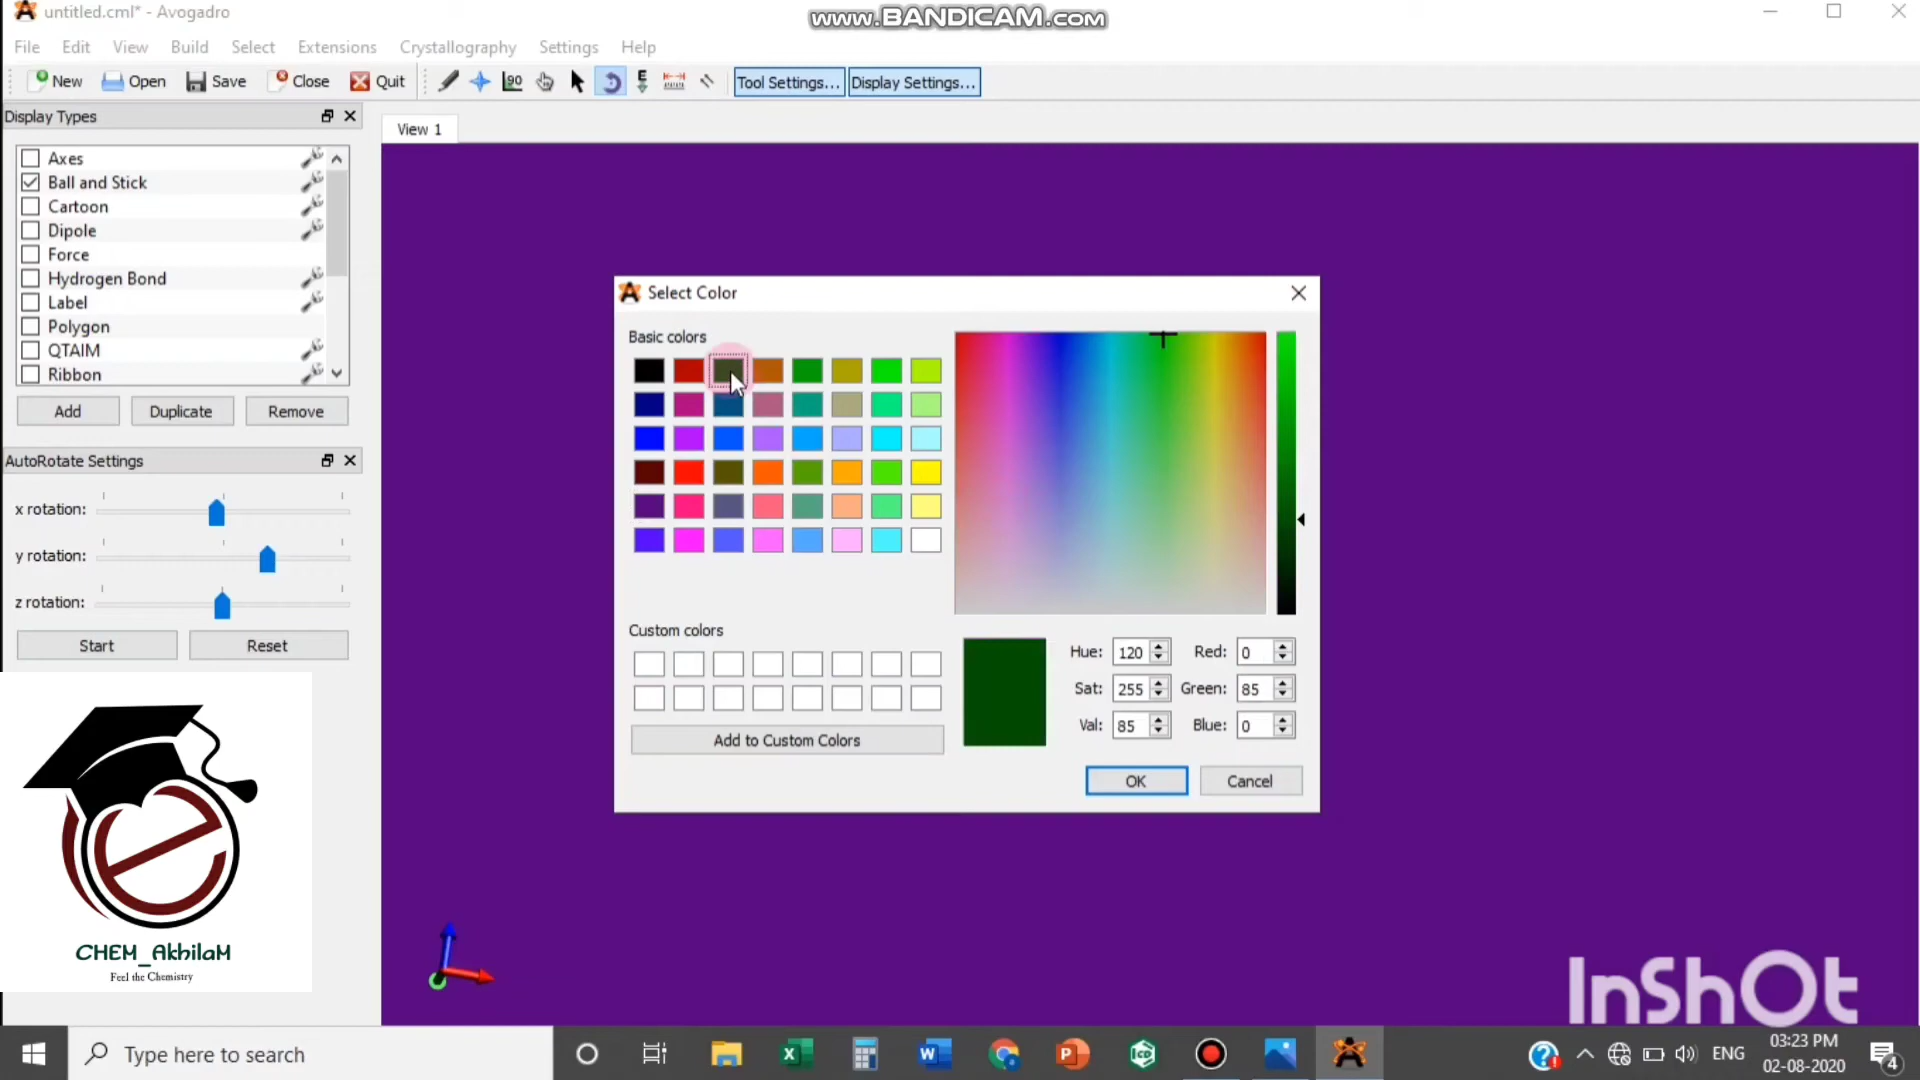 untitled.cml* - Avogadro
www.BANDICAM.com
File Edit View Build Select Extensions Crystallography Settings Help
New Open Save Close Quit Tool Settings... Display Settings...
Display Types
View 1
Axes
Ball and Stick
Cartoon
Dipole
Force
Hydrogen Bond
Label
Polygon
QTAIM
Ribbon
Add Duplicate Remove
AutoRotate Settings
x rotation:
y rotation:
z rotation:
Start Reset
Select Color
Basic colors
Custom colors
Add to Custom Colors
Hue: 120 Red: 0
Sat: 255 Green: 85
Val: 85 Blue: 0
OK Cancel
CHEM_AkhilaM
Feel the Chemistry
InShOt
Type here to search
ENG
03:23 PM
02-08-2020
4